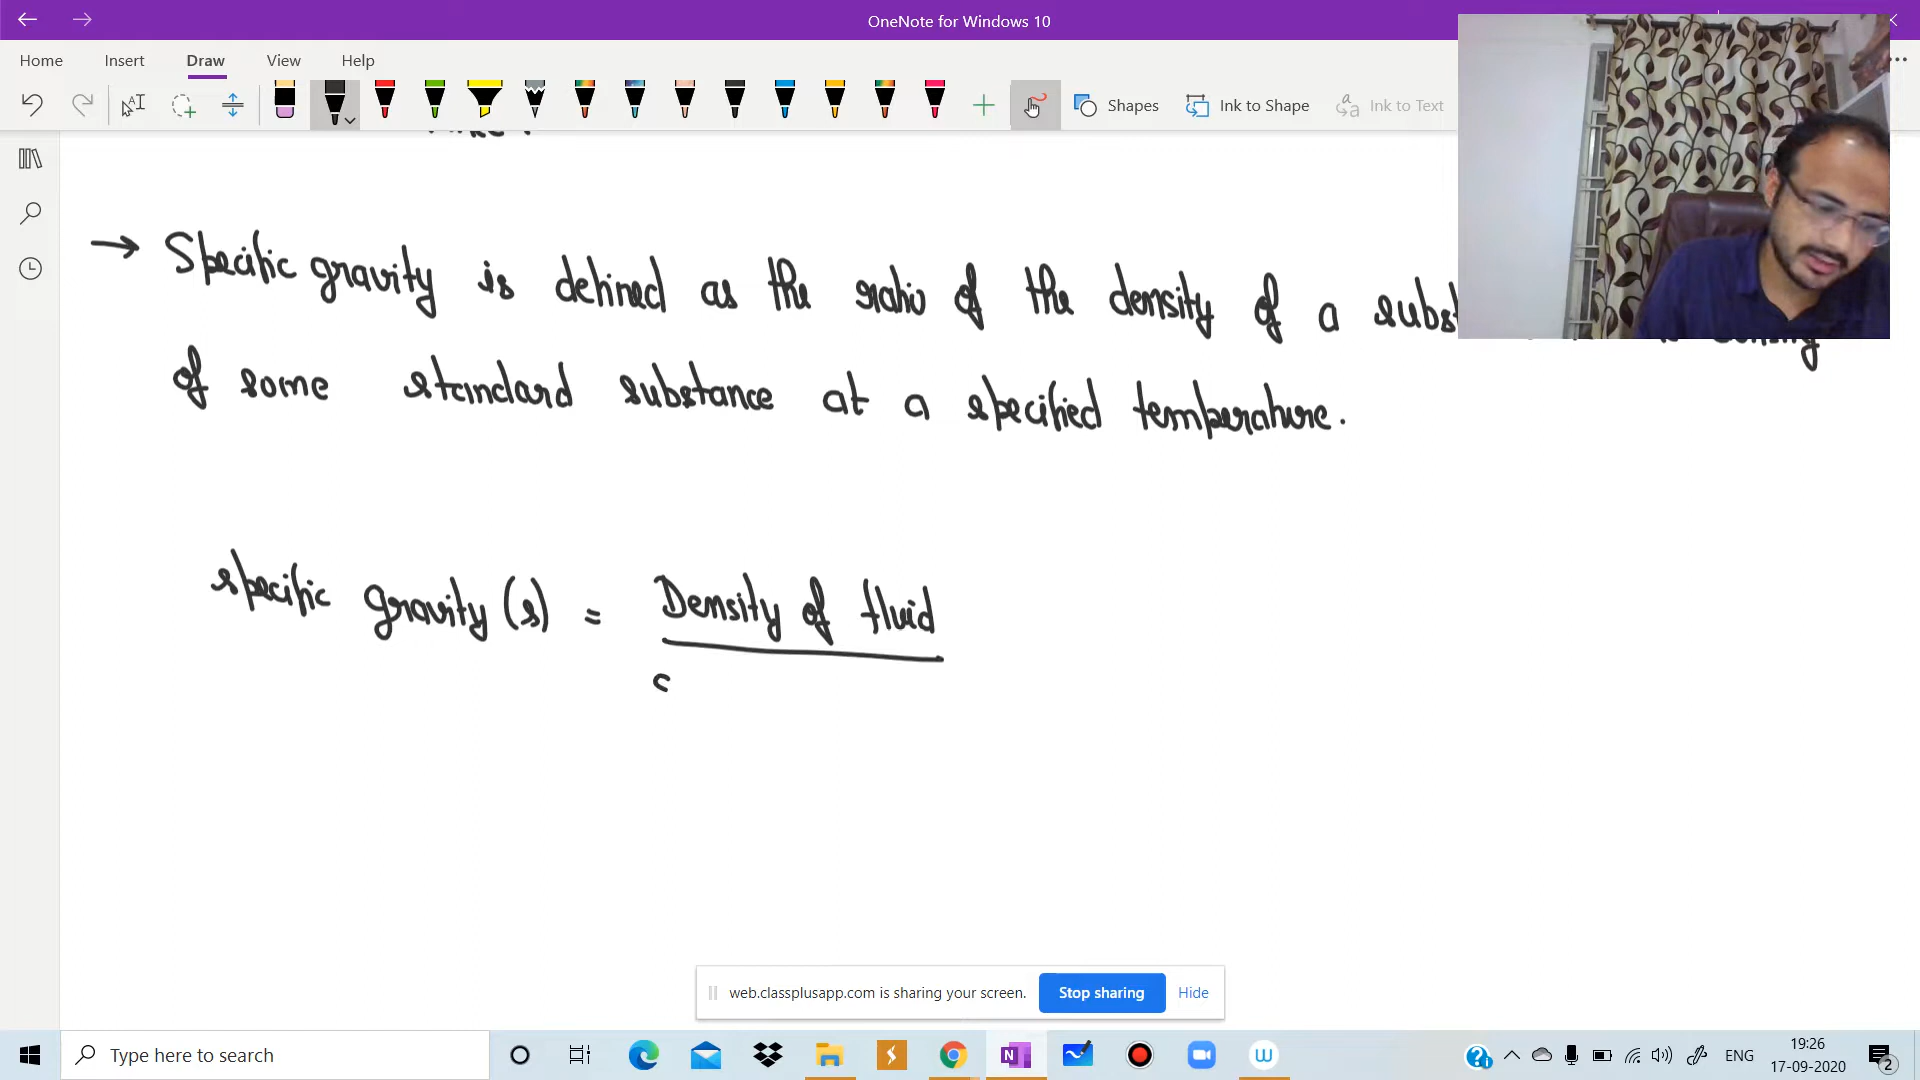 OneNote for Windows 10
Home Insert Draw View Help
Shapes Ink to Shape Ink to Text
→ Specific gravity is defined as the ratio of the density of a subst
of some standard substance at a specified temperature.
specific gravity (s) = Density of fluid
web.classplusapp.com is sharing your screen. Stop sharing Hide
Type here to search
ENG
19:26
17-09-2020
2